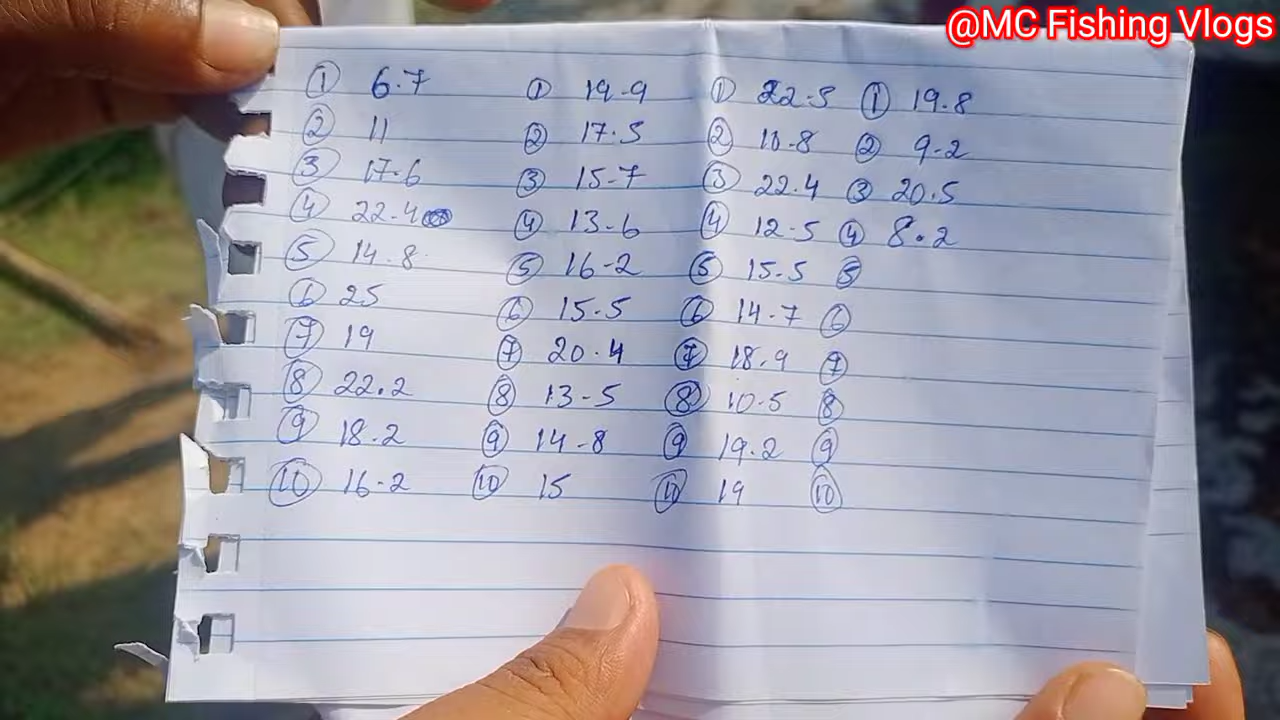 @MC Fishing Vlogs
① 6.7 ① 19-9 ① 22.5 ① 19.8
② 11 ② 17.5 ② 10-8 ② 9-2
③ 17-6 ③ 15-7 ③ 22.4 ③ 20.5
④ 22-4 ④ 13-6 ④ 12-5 ④ 8.2
⑤ 14.8 ⑤ 16-2 ⑤ 15.5 ⑤
⑥ 25 ⑥ 15.5 ⑥ 14-7 ⑥
⑦ 19 ⑦ 20.4 ⑦ 18.9 ⑦
⑧ 22.2 ⑧ 13-5 ⑧ 10.5 ⑧
⑨ 18-2 ⑨ 14-8 ⑨ 19.2 ⑨
⑩ 16-2 ⑩ 15 ⑩ 19 ⑩